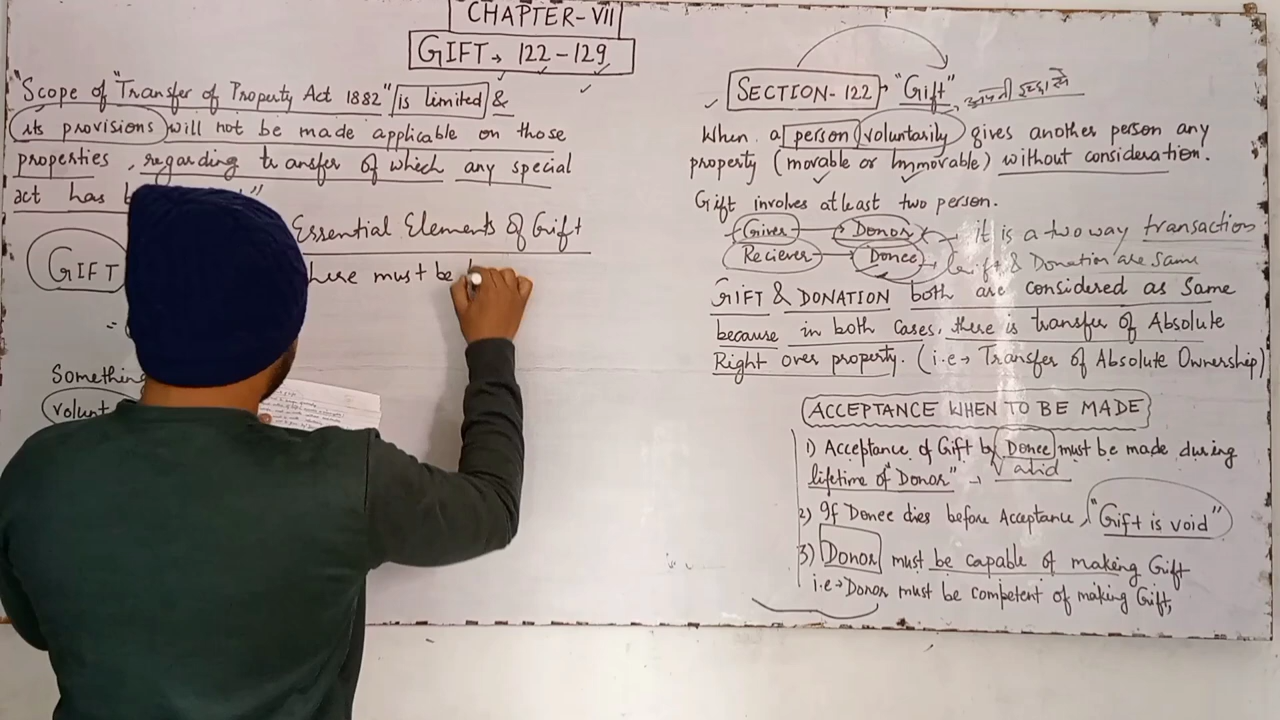 CHAPTER-VII
GIFT → 122-129
"Scope of "Transfer of Property Act 1882" is limited &
its provisions will not be made applicable on those
properties, regarding transfer of which any special
act has
GIFT
Something
volunt
Essential Elements of Grift
here must be
SECTION-122 → "Gift"
अपनी इच्छा से
When a person voluntarily gives another person any
property (movable or Immovable) without consideration.
Gift involves atleast two person.
Giver Donor it is a two way transaction
Reciever Donee Gift & Donation are same
GIFT & DONATION both are considered as same
because in both cases, there is transfer of Absolute
Right over property. (i.e→ Transfer of Absolute Ownership)
ACCEPTANCE WHEN TO BE MADE
1) Acceptance of Gift by Donee must be made during
lifetime of "Donor" → Valid
2) If Donee dies before Acceptance, "Gift is void"
3) Donor must be capable of making Gift
i.e→ Donor must be competent of making Gift,